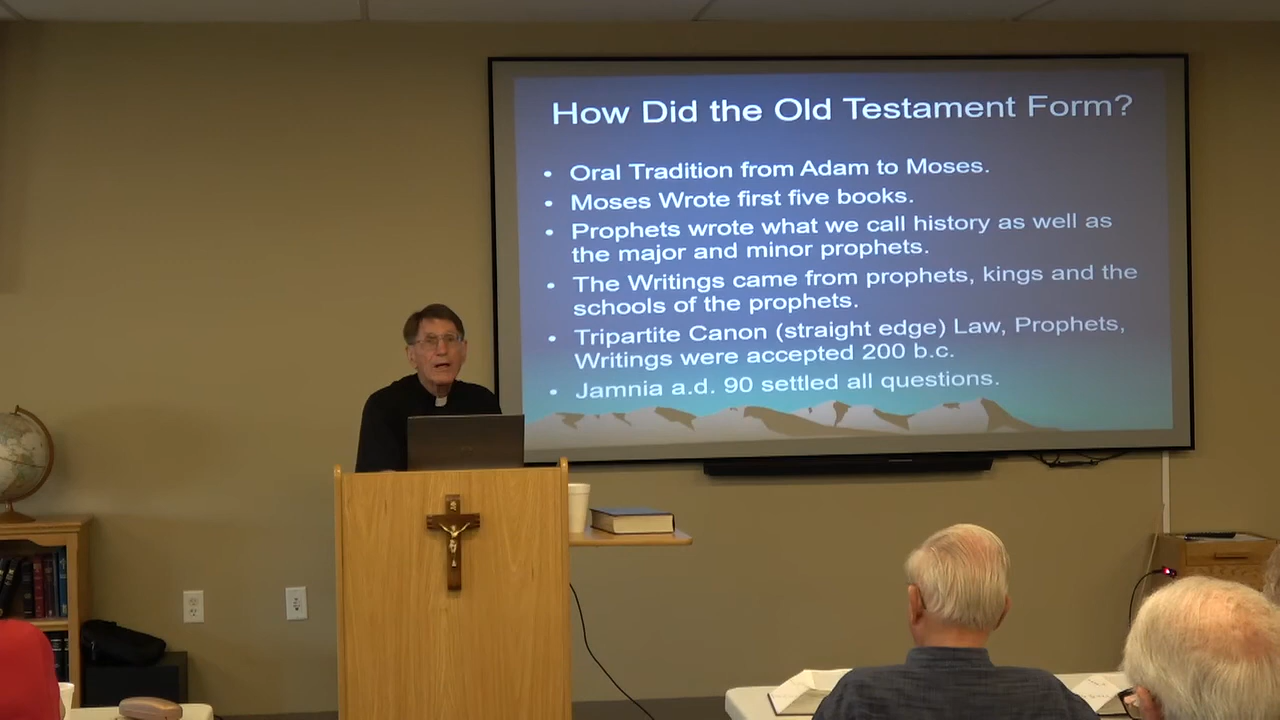 How Did the Old Testament Form?
• Oral Tradition from Adam to Moses.
• Moses Wrote first five books.
• Prophets wrote what we call history as well as
the major and minor prophets.
• The Writings came from prophets, kings and the
schools of the prophets.
• Tripartite Canon (straight edge) Law, Prophets,
Writings were accepted 200 b.c.
• Jamnia a.d. 90 settled all questions.